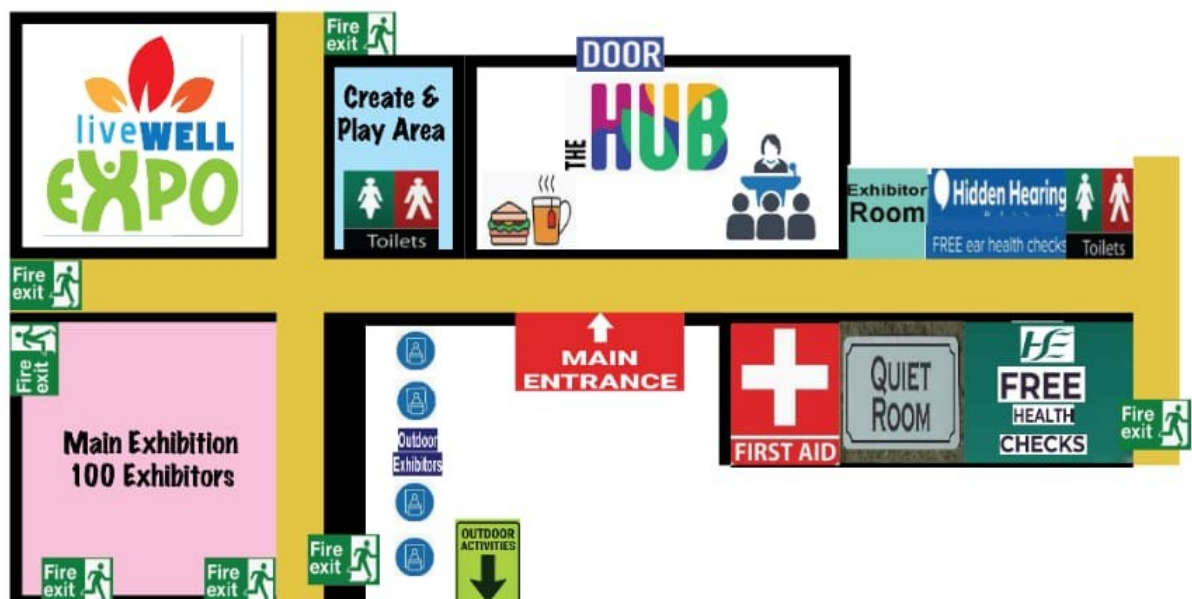 Fire
exit
liveWELL
EXPO
Create &
Play Area
Toilets
DOOR
THE HUB
Exhibitor
Room
Hidden Hearing
FREE ear health checks
Toilets
Fire
exit
Fire
exit
Main Exhibition
100 Exhibitors
Fire
exit
Fire
exit
Fire
exit
Outdoor
Exhibitors
OUTDOOR
ACTIVITIES
MAIN
ENTRANCE
FIRST AID
QUIET
ROOM
FREE
HEALTH
CHECKS
Fire
exit